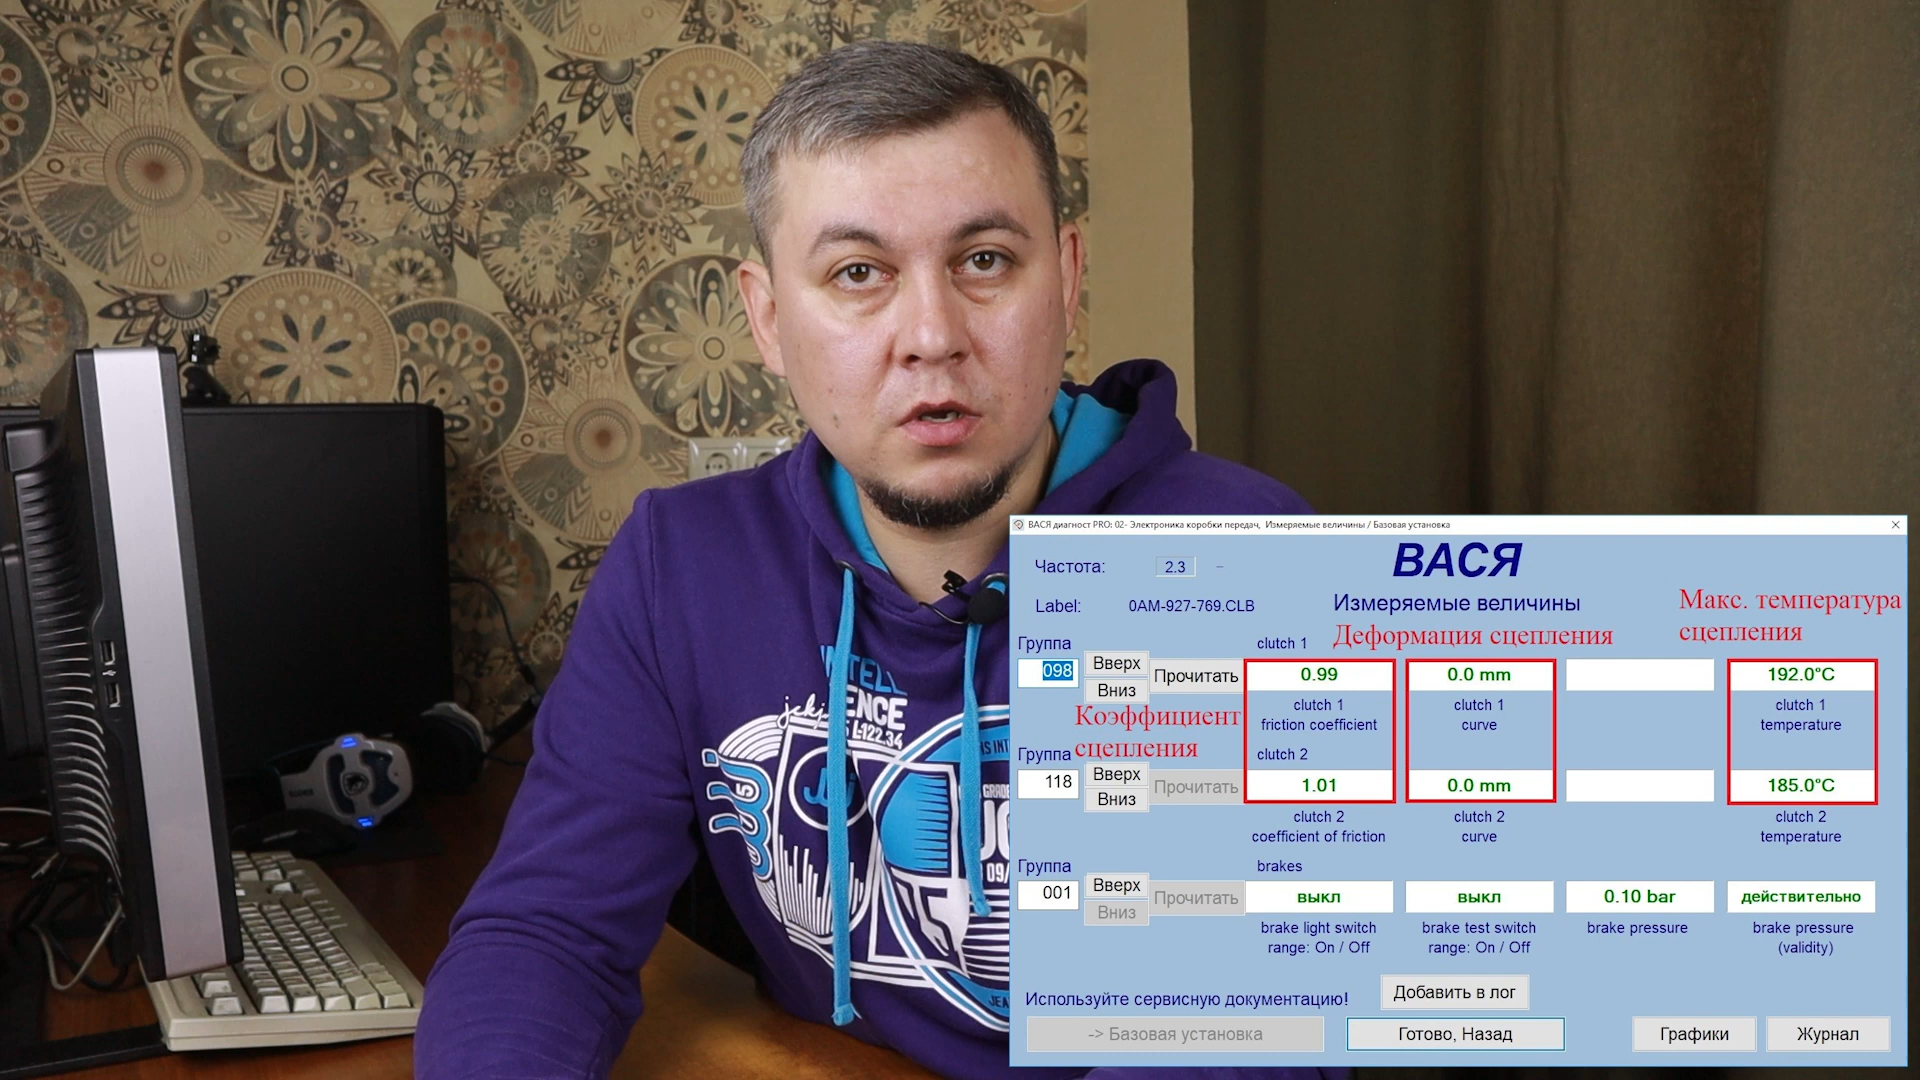 INTELL
ENCE
L-122.34
09/
ВАСЯ диагност PRO: 02- Электроника коробки передач, Измеряемые величины / Базовая установка
ВАСЯ
Частота: 2.3 –
Label: 0AM-927-769.CLB
Измеряемые величины
Макс. температура
сцепления
Деформация сцепления
Группа
clutch 1
098
Вверх
Вниз
Прочитать
0.99
0.0 mm
192.0°C
clutch 1
friction coefficient
clutch 1
curve
clutch 1
temperature
Коэффициент
сцепления
Группа
clutch 2
118
Вверх
Вниз
Прочитать
1.01
0.0 mm
185.0°C
clutch 2
coefficient of friction
clutch 2
curve
clutch 2
temperature
Группа
brakes
001
Вверх
Вниз
Прочитать
выкл
выкл
0.10 bar
действительно
brake light switch
range: On / Off
brake test switch
range: On / Off
brake pressure
brake pressure
(validity)
Используйте сервисную документацию!
Добавить в лог
-> Базовая установка
Готово, Назад
Графики
Журнал